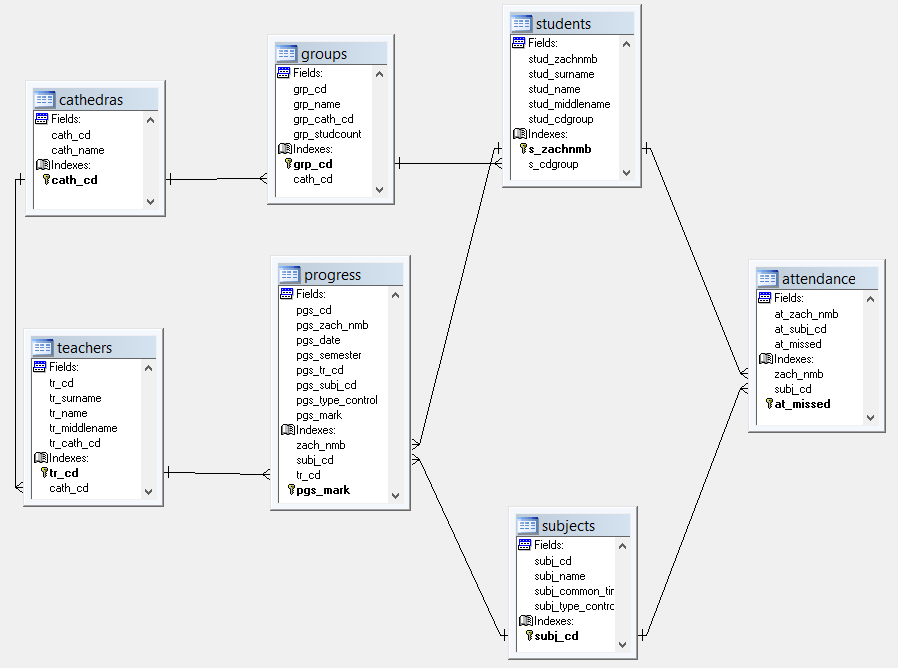 cathedras
Fields:
cath_cd
cath_name
Indexes:
cath_cd
groups
Fields:
grp_cd
grp_name
grp_cath_cd
grp_studcount
Indexes:
grp_cd
cath_cd
students
Fields:
stud_zachnmb
stud_surname
stud_name
stud_middlename
stud_cdgroup
Indexes:
s_zachnmb
s_cdgroup
teachers
Fields:
tr_cd
tr_surname
tr_name
tr_middlename
tr_cath_cd
Indexes:
tr_cd
cath_cd
progress
Fields:
pgs_cd
pgs_zach_nmb
pgs_date
pgs_semester
pgs_tr_cd
pgs_subj_cd
pgs_type_control
pgs_mark
Indexes:
zach_nmb
subj_cd
tr_cd
pgs_mark
attendance
Fields:
at_zach_nmb
at_subj_cd
at_missed
Indexes:
zach_nmb
subj_cd
at_missed
subjects
Fields:
subj_cd
subj_name
subj_common_tir
subj_type_contrc
Indexes:
subj_cd